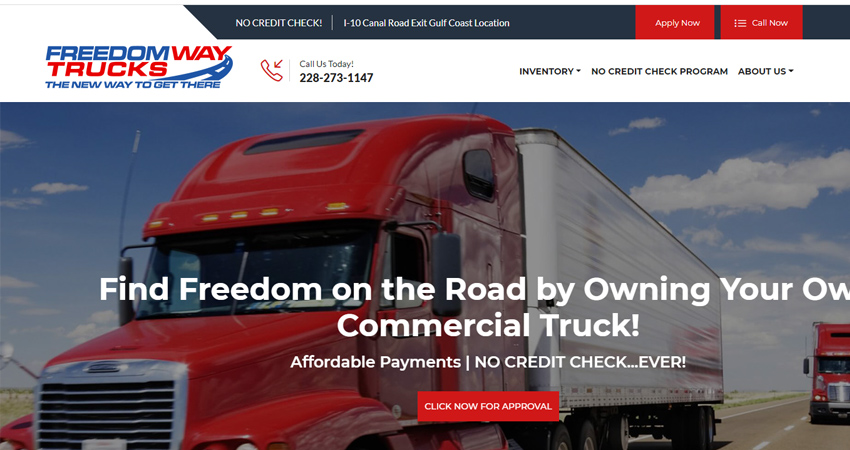 NO CREDIT CHECK!
I-10 Canal Road Exit Gulf Coast Location
Apply Now
Call Now
FREEDOM WAY
TRUCKS
THE NEW WAY TO GET THERE
Call Us Today!
228-273-1147
INVENTORY
NO CREDIT CHECK PROGRAM
ABOUT US
Find Freedom on the Road by Owning Your Ow
Commercial Truck!
Affordable Payments | NO CREDIT CHECK...EVER!
CLICK NOW FOR APPROVAL